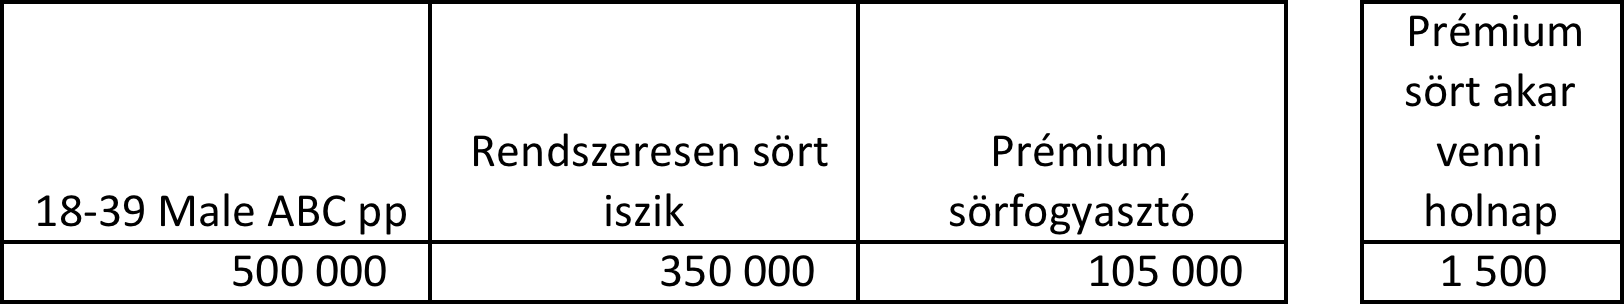 18-39 Male ABC pp
Rendszeresen sört
iszik
Prémium
sörfogyasztó
Prémium
sört akar
venni
holnap
500 000
350 000
105 000
1 500